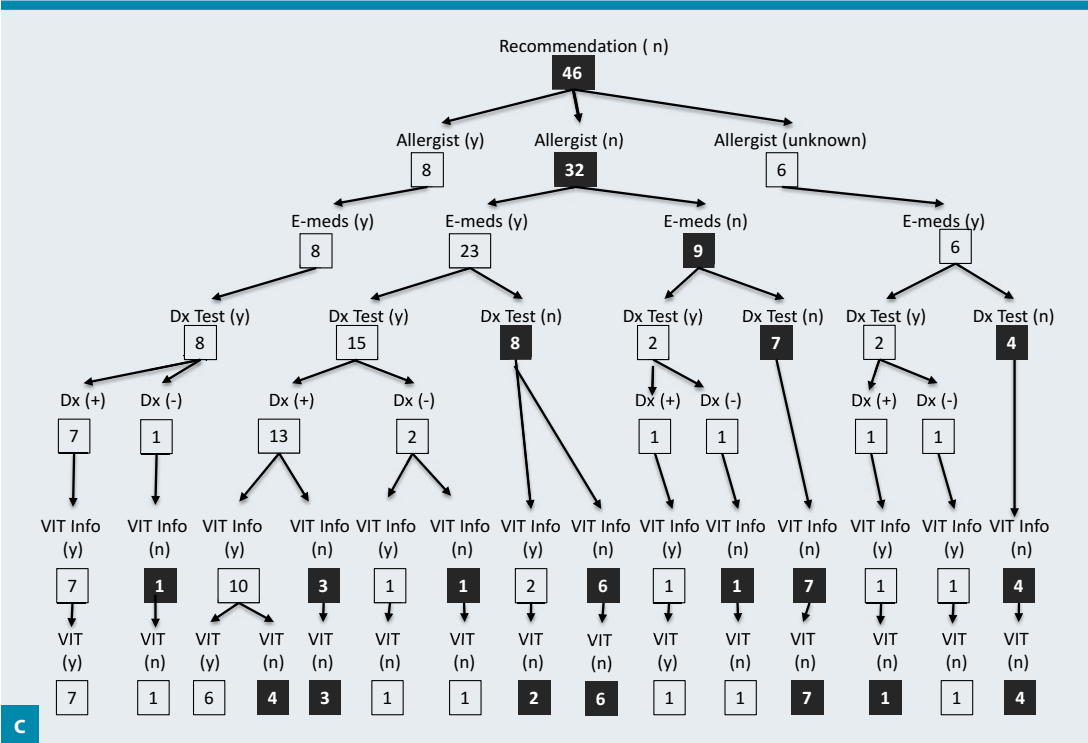 Recommendation ( n)
46
Allergist (y) Allergist (n) Allergist (unknown)
8 32 6
E-meds (y) E-meds (y) E-meds (n) E-meds (y)
8 23 9 6
Dx Test (y) Dx Test (y) Dx Test (n) Dx Test (y) Dx Test (n) Dx Test (y) Dx Test (n)
8 15 8 2 7 2 4
Dx (+) Dx (-) Dx (+) Dx (-) Dx (+) Dx (-) Dx (+) Dx (-)
7 1 13 2 1 1 1 1
VIT Info VIT Info VIT Info VIT Info VIT Info VIT Info VIT Info VIT Info VIT Info VIT Info VIT Info VIT Info VIT Info VIT Info
(y) (n) (y) (n) (y) (n) (y) (n) (y) (n) (n) (y) (y) (n)
7 1 10 3 1 1 2 6 1 1 7 1 1 4
VIT VIT VIT VIT VIT VIT VIT VIT VIT VIT VIT VIT VIT VIT VIT
(y) (n) (y) (n) (n) (n) (n) (n) (n) (y) (n) (n) (n) (n) (n)
7 1 6 4 3 1 1 2 6 1 1 7 1 1 4
C